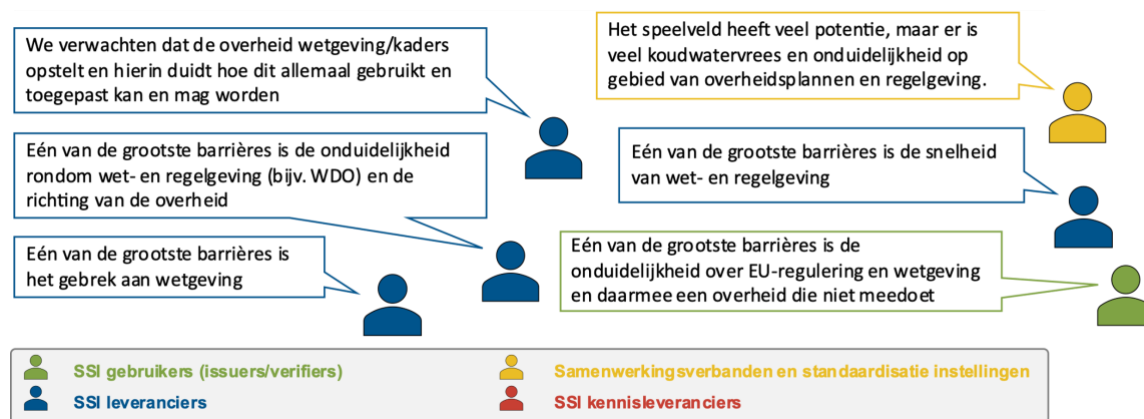 We verwachten dat de overheid wetgeving/kaders
opstelt en hierin duidt hoe dit allemaal gebruikt en
toegepast kan en mag worden
Het speelveld heeft veel potentie, maar er is
veel koudwatervrees en onduidelijkheid op
gebied van overheidsplannen en regelgeving.
Eén van de grootste barrières is de onduidelijkheid
rondom wet- en regelgeving (bijv. WDO) en de
richting van de overheid
Eén van de grootste barrières is de snelheid
van wet- en regelgeving
Eén van de grootste barrières is
het gebrek aan wetgeving
Eén van de grootste barrières is de
onduidelijkheid over EU-regulering en wetgeving
en daarmee een overheid die niet meedoet
SSI gebruikers (issuers/verifiers)
Samenwerkingsverbanden en standaardisatie instellingen
SSI leveranciers
SSI kennisleveranciers